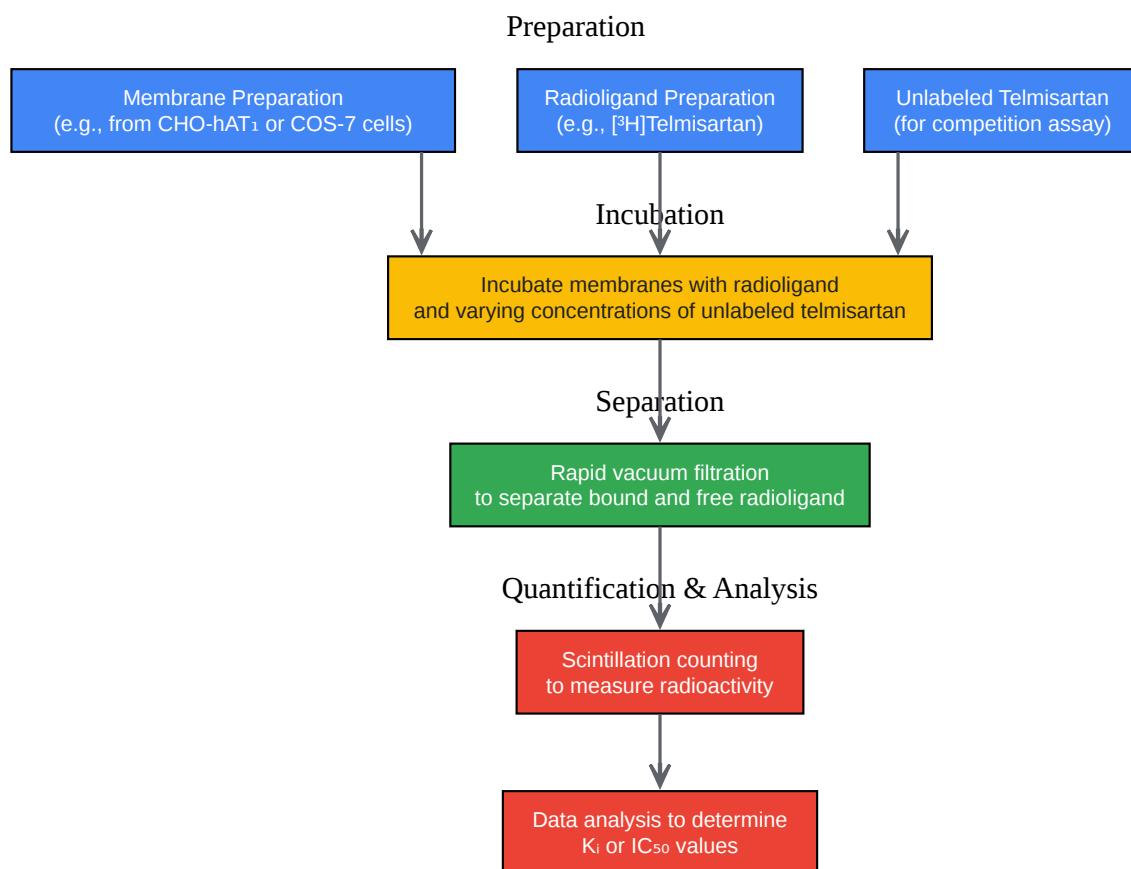 Preparation
Membrane Preparation
(e.g., from CHO-hAT₁ or COS-7 cells)
Radioligand Preparation
(e.g., [³H]Telmisartan)
Unlabeled Telmisartan
(for competition assay)
Incubation
Incubate membranes with radioligand
and varying concentrations of unlabeled telmisartan
Separation
Rapid vacuum filtration
to separate bound and free radioligand
Quantification & Analysis
Scintillation counting
to measure radioactivity
Data analysis to determine
Kᵢ or IC₅₀ values